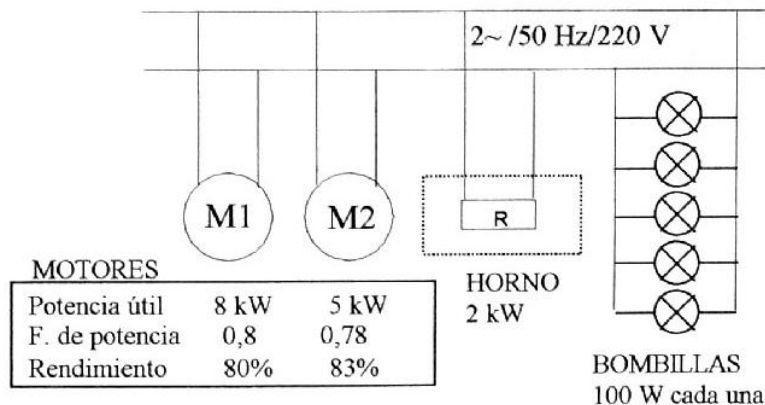 2~ /50 Hz/220 V
M1
M2
R
MOTORES
Potencia útil 8 kW 5 kW
F. de potencia 0,8 0,78
Rendimiento 80% 83%
HORNO
2 kW
BOMBILLAS
100 W cada una